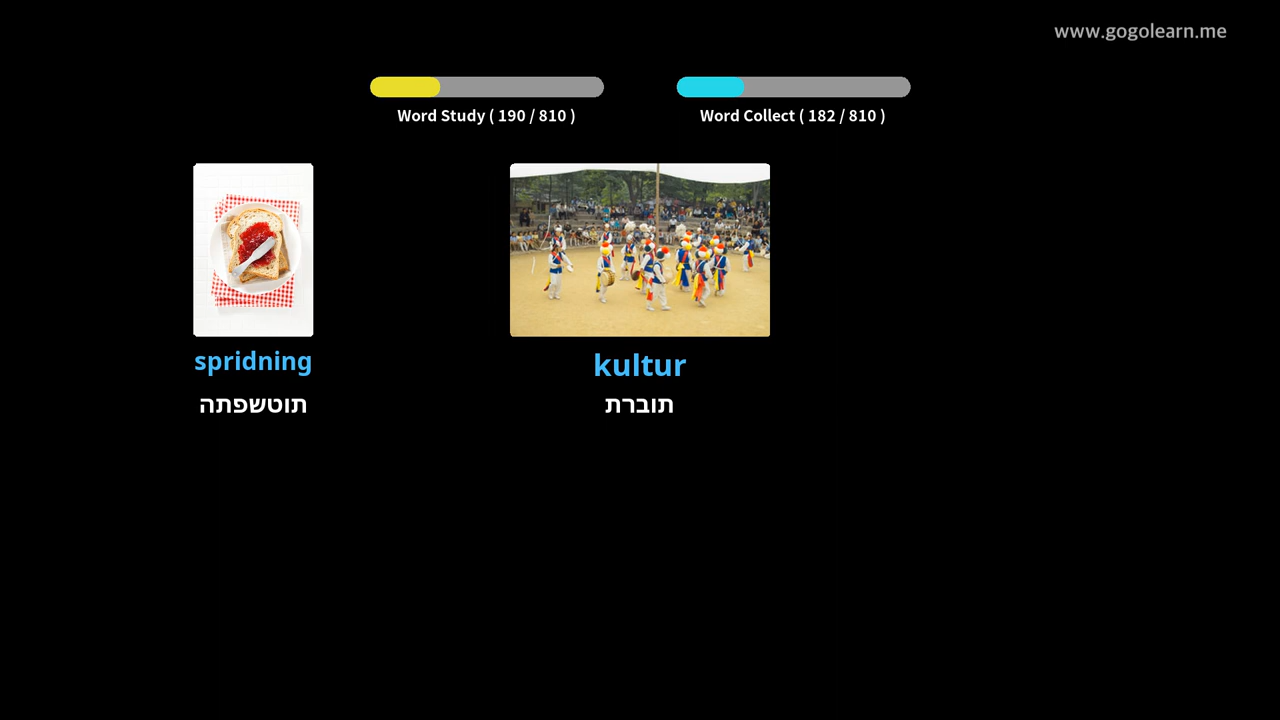 www.gogolearn.me
Word Study ( 190 / 810 )
Word Collect ( 182 / 810 )
spridning
תוטשפתה
kultur
תוברת